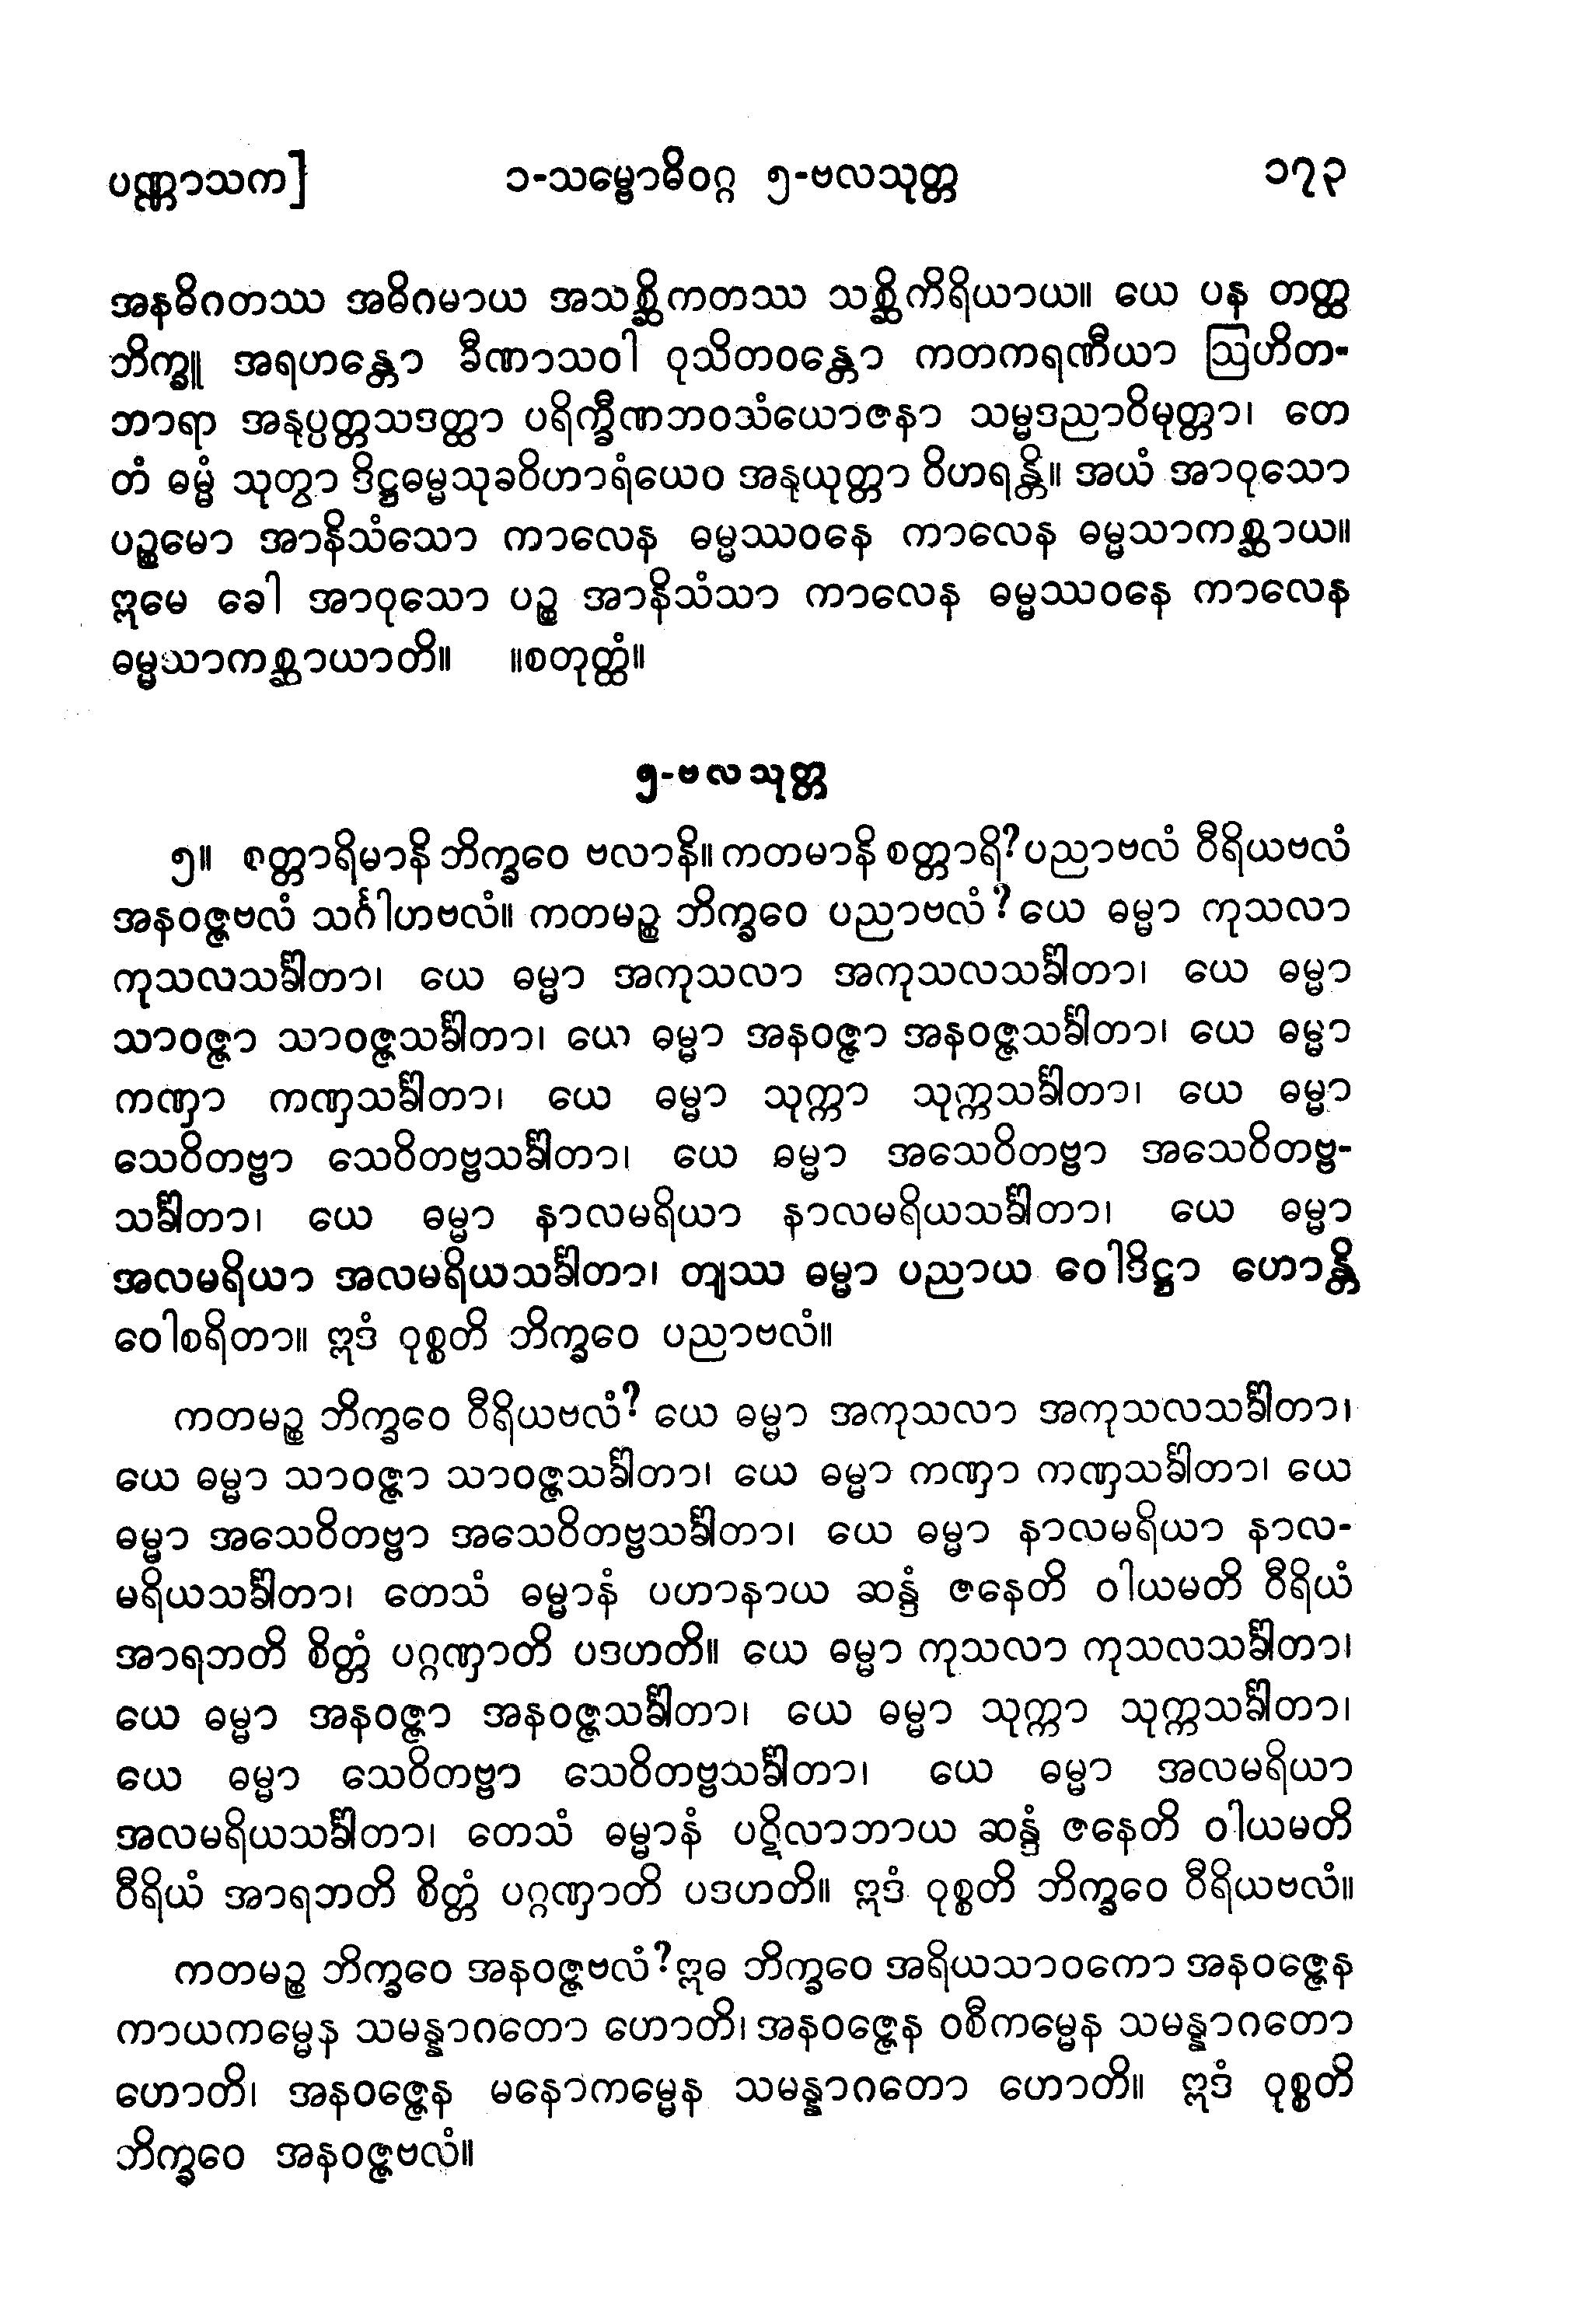 ပဏ္ဏာသက] ၁-သမ္ဗောဓိဝဂ္ဂ ၅-ဗလသုတ္တ ၁၇၃
အနဓိဂတဿ အဓိဂမာယ အသစ္ဆိကတဿ သစ္ဆိကိရိယာယ။ ယေ ပန တတ္ထ
ဘိက္ခူ အရဟန္တော ခီဏာသဝါ ဝုသိတဝန္တော ကတကရဏီယာ ဩဟိတ-
ဘာရာ အနုပ္ပတ္တသဒတ္ထာ ပရိက္ခီဏဘဝသံယောဇနာ သမ္မဒညာဝိမုတ္တာ၊ တေ
တံ ဓမ္မံ သုတွာ ဒိဋ္ဌဓမ္မသုခဝိဟာရံယေဝ အနုယုတ္တာ ဝိဟရန္တိ။ အယံ အာဝုသော
ပဉ္စမော အာနိသံသော ကာလေန ဓမ္မဿဝနေ ကာလေန ဓမ္မသာကစ္ဆာယ။
ဣမေ ခေါ အာဝုသော ပဉ္စ အာနိသံသာ ကာလေန ဓမ္မဿဝနေ ကာလေန
ဓမ္မသာကစ္ဆာယာတိ။ ။စတုတ္ထံ။
၅-ဗလသုတ္တ
၅။ စတ္တာရိမာနိ ဘိက္ခဝေ ဗလာနိ။ ကတမာနိ စတ္တာရိ? ပညာဗလံ ဝီရိယဗလံ
အနဝဇ္ဇဗလံ သင်္ဂါဟဗလံ။ ကတမဉ္စ ဘိက္ခဝေ ပညာဗလံ? ယေ ဓမ္မာ ကုသလာ
ကုသလသင်္ခါတာ၊ ယေ ဓမ္မာ အကုသလာ အကုသလသင်္ခါတာ၊ ယေ ဓမ္မာ
သာဝဇ္ဇာ သာဝဇ္ဇသင်္ခါတာ၊ ယေ ဓမ္မာ အနဝဇ္ဇာ အနဝဇ္ဇသင်္ခါတာ၊ ယေ ဓမ္မာ
ကဏှာ ကဏှသင်္ခါတာ၊ ယေ ဓမ္မာ သုက္ကာ သုက္ကသင်္ခါတာ၊ ယေ ဓမ္မာ
သေဝိတဗ္ဗာ သေဝိတဗ္ဗသင်္ခါတာ၊ ယေ ဓမ္မာ အသေဝိတဗ္ဗာ အသေဝိတဗ္ဗ-
သင်္ခါတာ၊ ယေ ဓမ္မာ နာလမရိယာ နာလမရိယသင်္ခါတာ၊ ယေ ဓမ္မာ
အလမရိယာ အလမရိယသင်္ခါတာ၊ တျဿ ဓမ္မာ ပညာယ ဝေါဒိဋ္ဌာ ဟောန္တိ
ဝေါစရိတာ။ ဣဒံ ဝုစ္စတိ ဘိက္ခဝေ ပညာဗလံ။
ကတမဉ္စ ဘိက္ခဝေ ဝီရိယဗလံ? ယေ ဓမ္မာ အကုသလာ အကုသလသင်္ခါတာ၊
ယေ ဓမ္မာ သာဝဇ္ဇာ သာဝဇ္ဇသင်္ခါတာ၊ ယေ ဓမ္မာ ကဏှာ ကဏှသင်္ခါတာ၊ ယေ
ဓမ္မာ အသေဝိတဗ္ဗာ အသေဝိတဗ္ဗသင်္ခါတာ၊ ယေ ဓမ္မာ နာလမရိယာ နာလ-
မရိယသင်္ခါတာ၊ တေသံ ဓမ္မာနံ ပဟာနာယ ဆန္ဒံ ဇနေတိ ဝါယမတိ ဝီရိယံ
အာရဘတိ စိတ္တံ ပဂ္ဂဏှာတိ ပဒဟတိ။ ယေ ဓမ္မာ ကုသလာ ကုသလသင်္ခါတာ၊
ယေ ဓမ္မာ အနဝဇ္ဇာ အနဝဇ္ဇသင်္ခါတာ၊ ယေ ဓမ္မာ သုက္ကာ သုက္ကသင်္ခါတာ၊
ယေ ဓမ္မာ သေဝိတဗ္ဗာ သေဝိတဗ္ဗသင်္ခါတာ၊ ယေ ဓမ္မာ အလမရိယာ
အလမရိယသင်္ခါတာ၊ တေသံ ဓမ္မာနံ ပဋိလာဘာယ ဆန္ဒံ ဇနေတိ ဝါယမတိ
ဝီရိယံ အာရဘတိ စိတ္တံ ပဂ္ဂဏှာတိ ပဒဟတိ။ ဣဒံ ဝုစ္စတိ ဘိက္ခဝေ ဝီရိယဗလံ။
ကတမဉ္စ ဘိက္ခဝေ အနဝဇ္ဇဗလံ? ဣဓ ဘိက္ခဝေ အရိယသာဝကော အနဝဇ္ဇေန
ကာယကမ္မေန သမန္နာဂတော ဟောတိ၊ အနဝဇ္ဇေန ဝစီကမ္မေန သမန္နာဂတော
ဟောတိ၊ အနဝဇ္ဇေန မနောကမ္မေန သမန္နာဂတော ဟောတိ။ ဣဒံ ဝုစ္စတိ
ဘိက္ခဝေ အနဝဇ္ဇဗလံ။